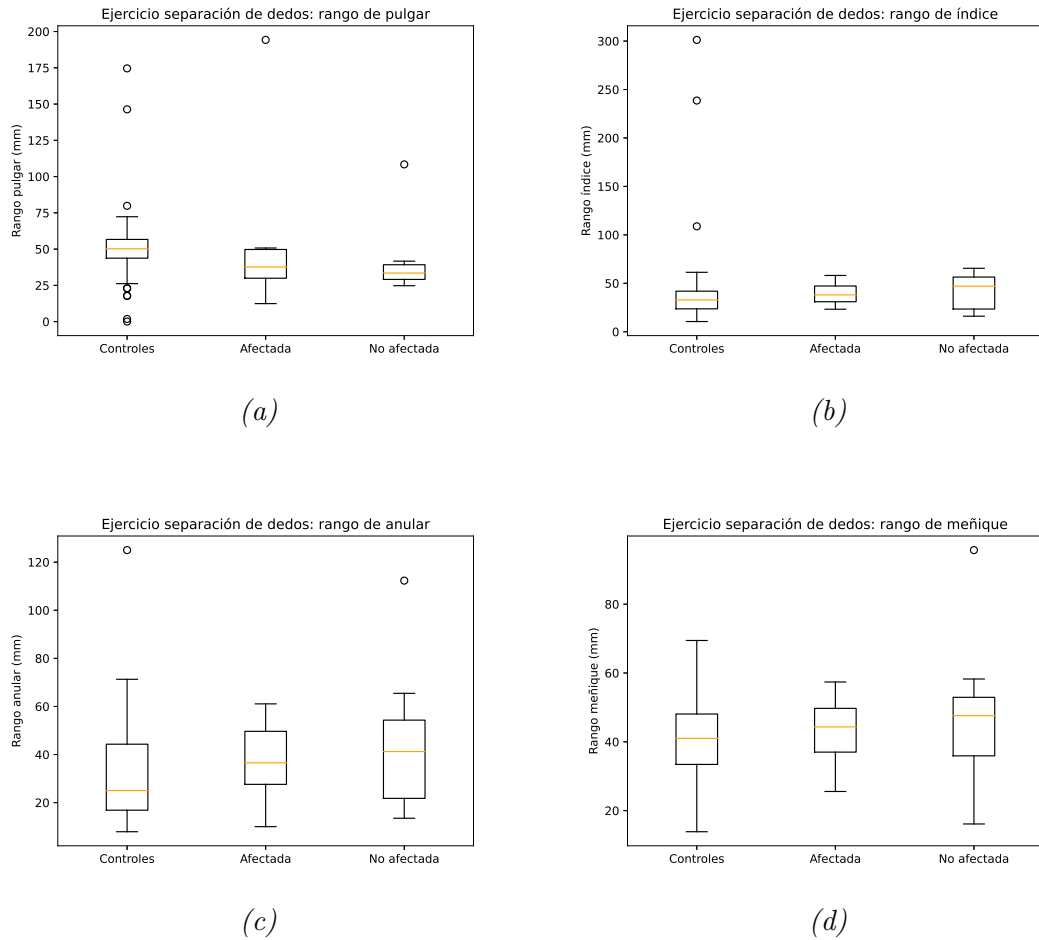 Ejercicio separación de dedos: rango de pulgar
Rango pulgar (mm)
200
175
150
125
100
75
50
25
0
Controles Afectada No afectada
(a)
Ejercicio separación de dedos: rango de índice
Rango índice (mm)
300
250
200
150
100
50
0
Controles Afectada No afectada
(b)
Ejercicio separación de dedos: rango de anular
Rango anular (mm)
120
100
80
60
40
20
Controles Afectada No afectada
(c)
Ejercicio separación de dedos: rango de meñique
Rango meñique (mm)
80
60
40
20
Controles Afectada No afectada
(d)